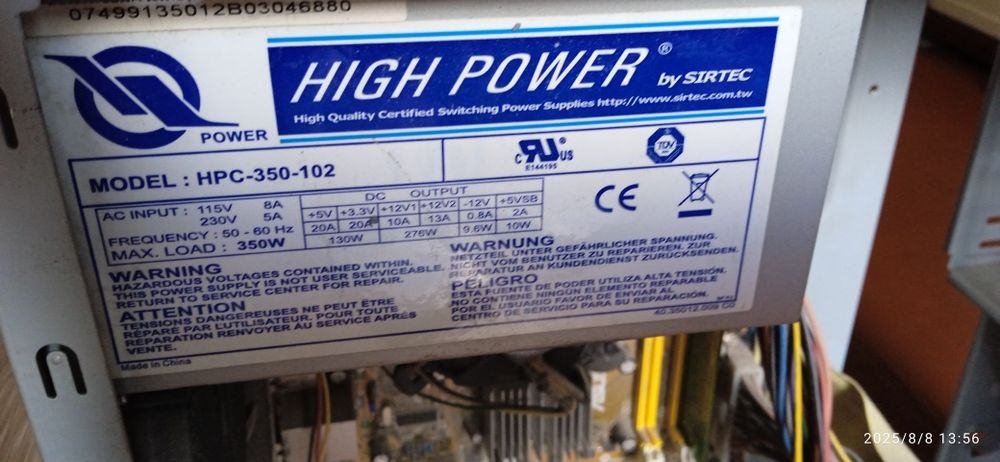 07499135012B03046880
POWER
HIGH POWER® by SIRTEC
High Quality Certified Switching Power Supplies http://www.sirtec.com.tw
MODEL : HPC-350-102
C RU US
E144195
TÜV
CE
AC INPUT : 115V 8A
230V 5A
FREQUENCY : 50 - 60 Hz
MAX. LOAD : 350W
DC OUTPUT
+5V +3.3V +12V1 +12V2 -12V +5VSB
20A 20A 10A 13A 0.8A 2A
130W 276W 9.6W 10W
WARNING
HAZARDOUS VOLTAGES CONTAINED WITHIN.
THIS POWER SUPPLY IS NOT USER SERVICEABLE.
RETURN TO SERVICE CENTER FOR REPAIR.
ATTENTION
TENSIONS DANGEREUSES NE PEUT ÊTRE
RÉPARÉ PAR L'UTILISATEUR. POUR TOUTE
RÉPARATION RENVOYER AU SERVICE APRÈS
VENTE.
WARNUNG
NETZTEIL UNTER GEFÄHRLICHER SPANNUNG.
NICHT VOM BENUTZER ZU REPARIEREN. ZUR
REPARATUR AN KUNDENDIENST ZURÜCKSENDEN.
PELIGRO
ESTA FUENTE DE PODER UTILIZA ALTA TENSIÓN.
NO CONTIENE NINGÚN ELEMENTO REPARABLE
POR EL USUARIO FAVOR DE ENVIAR AL
CENTRO DE SERVICIO PARA SU REPARACIÓN.
40.35012.009 C0
Made in China
2025/8/8 13:56